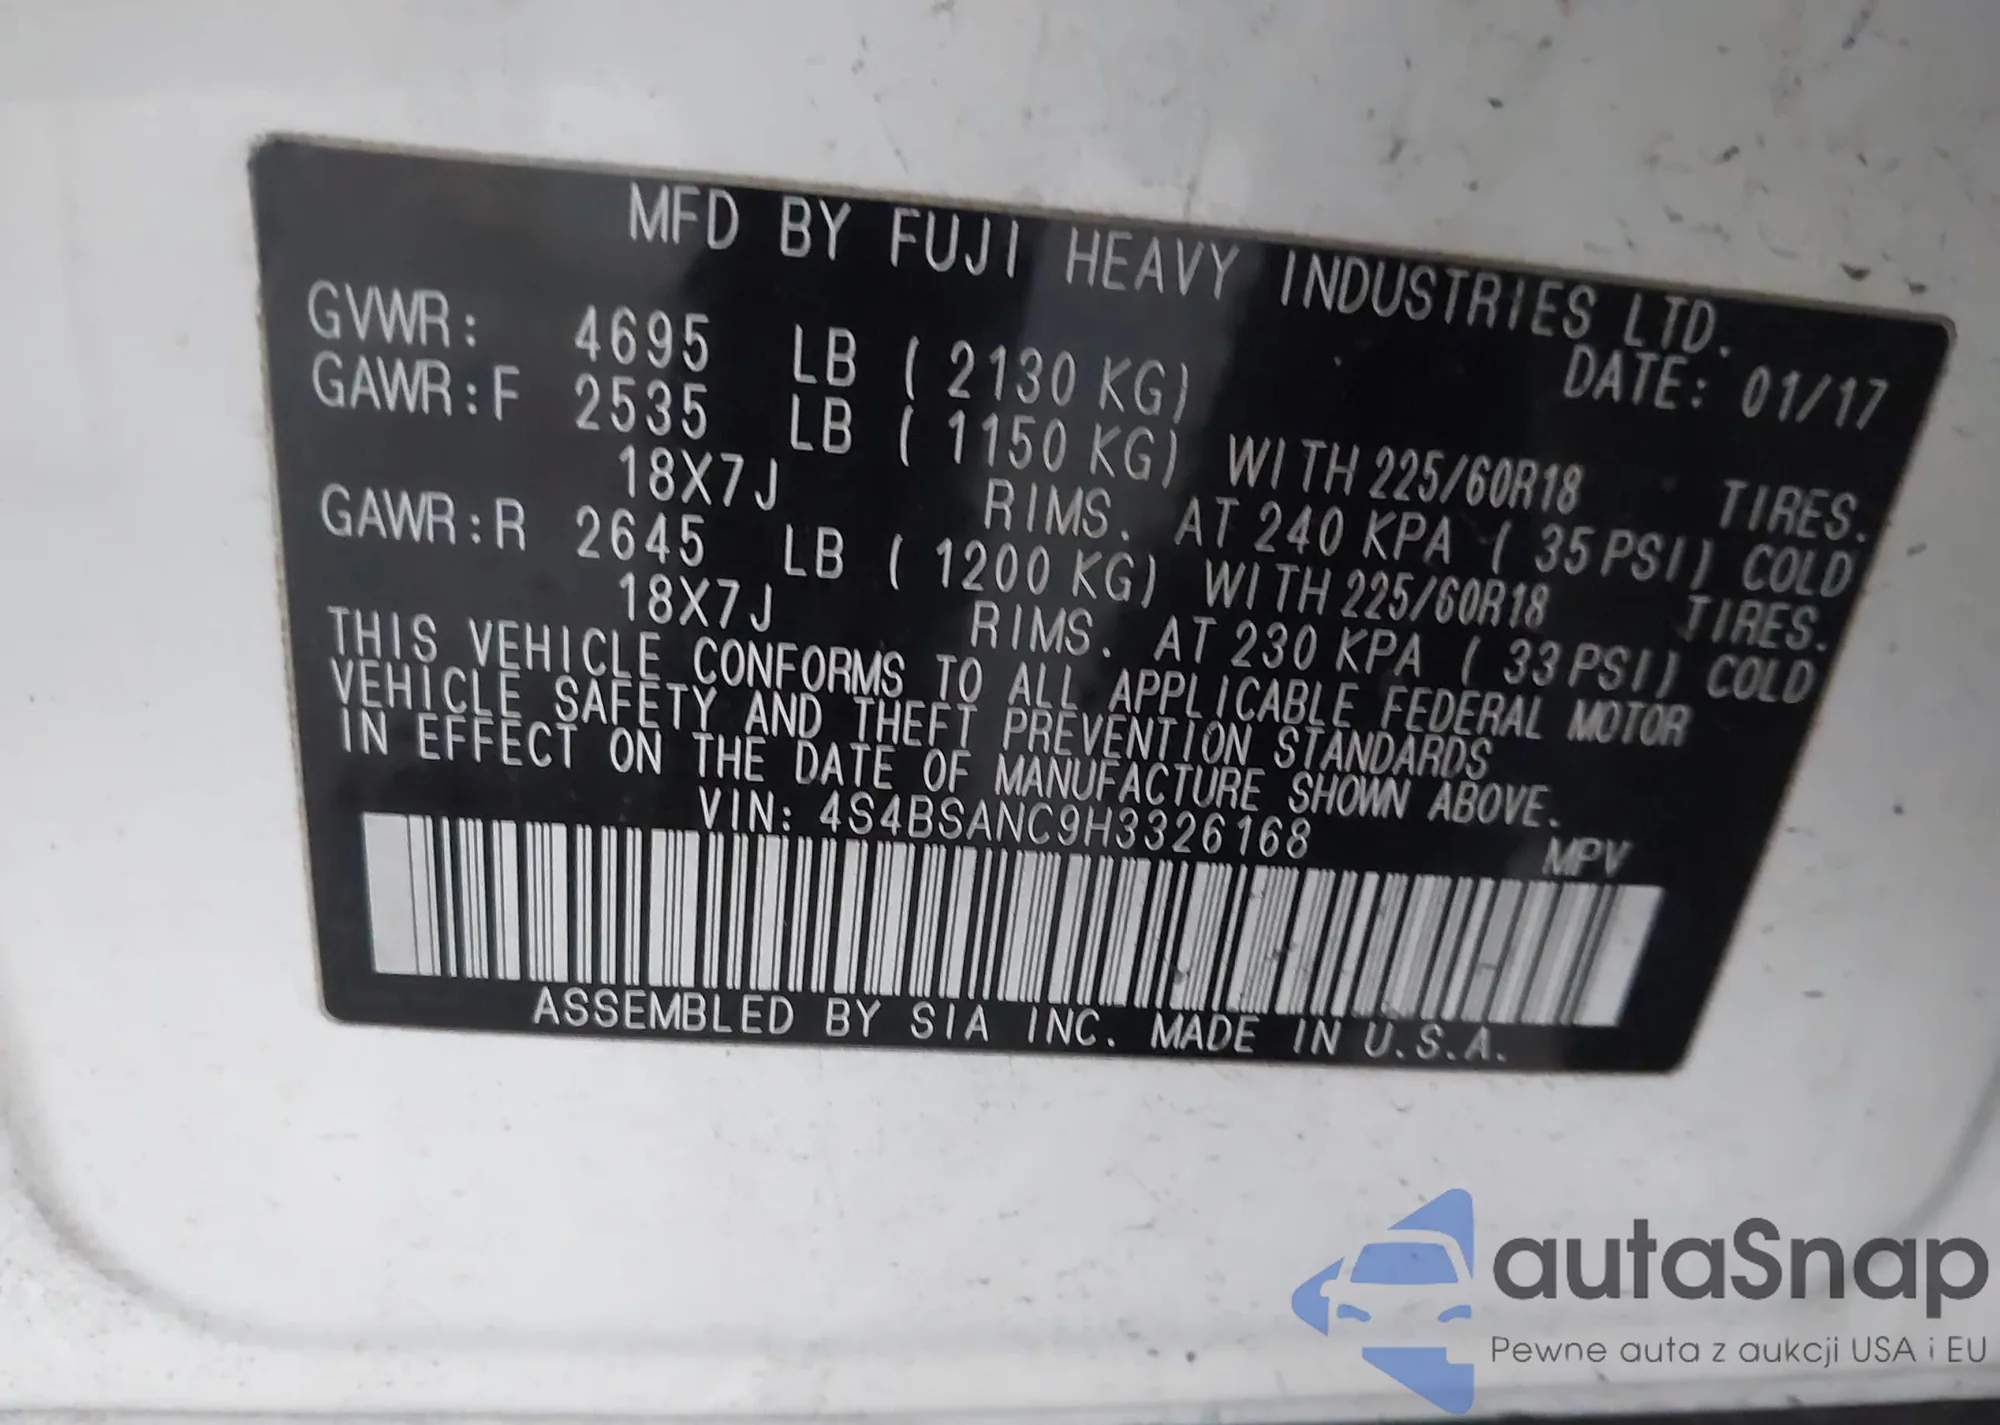 MFD BY FUJI HEAVY INDUSTRIES LTD.
GVWR: 4695 LB ( 2130 KG) DATE: 01/17
GAWR:F 2535 LB ( 1150 KG) WITH 225/60R18 TIRES.
18X7J RIMS. AT 240 KPA ( 35 PSI) COLD
GAWR:R 2645 LB ( 1200 KG) WITH 225/60R18 TIRES.
18X7J RIMS. AT 230 KPA ( 33 PSI) COLD
THIS VEHICLE CONFORMS TO ALL APPLICABLE FEDERAL MOTOR
VEHICLE SAFETY AND THEFT PREVENTION STANDARDS
IN EFFECT ON THE DATE OF MANUFACTURE SHOWN ABOVE.
VIN: 4S4BSANC9H3326168 MPV
ASSEMBLED BY SIA INC. MADE IN U.S.A.
autaSnap
Pewne auta z aukcji USA i EU